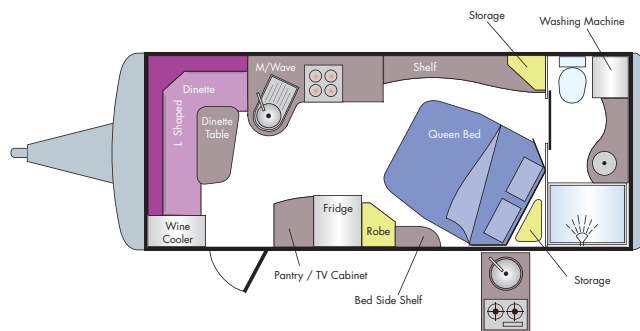 Storage
Washing Machine
M/Wave
Shelf
Dinette
L Shaped
Dinette
Table
Queen Bed
Wine
Cooler
Fridge
Robe
Pantry / TV Cabinet
Bed Side Shelf
Storage